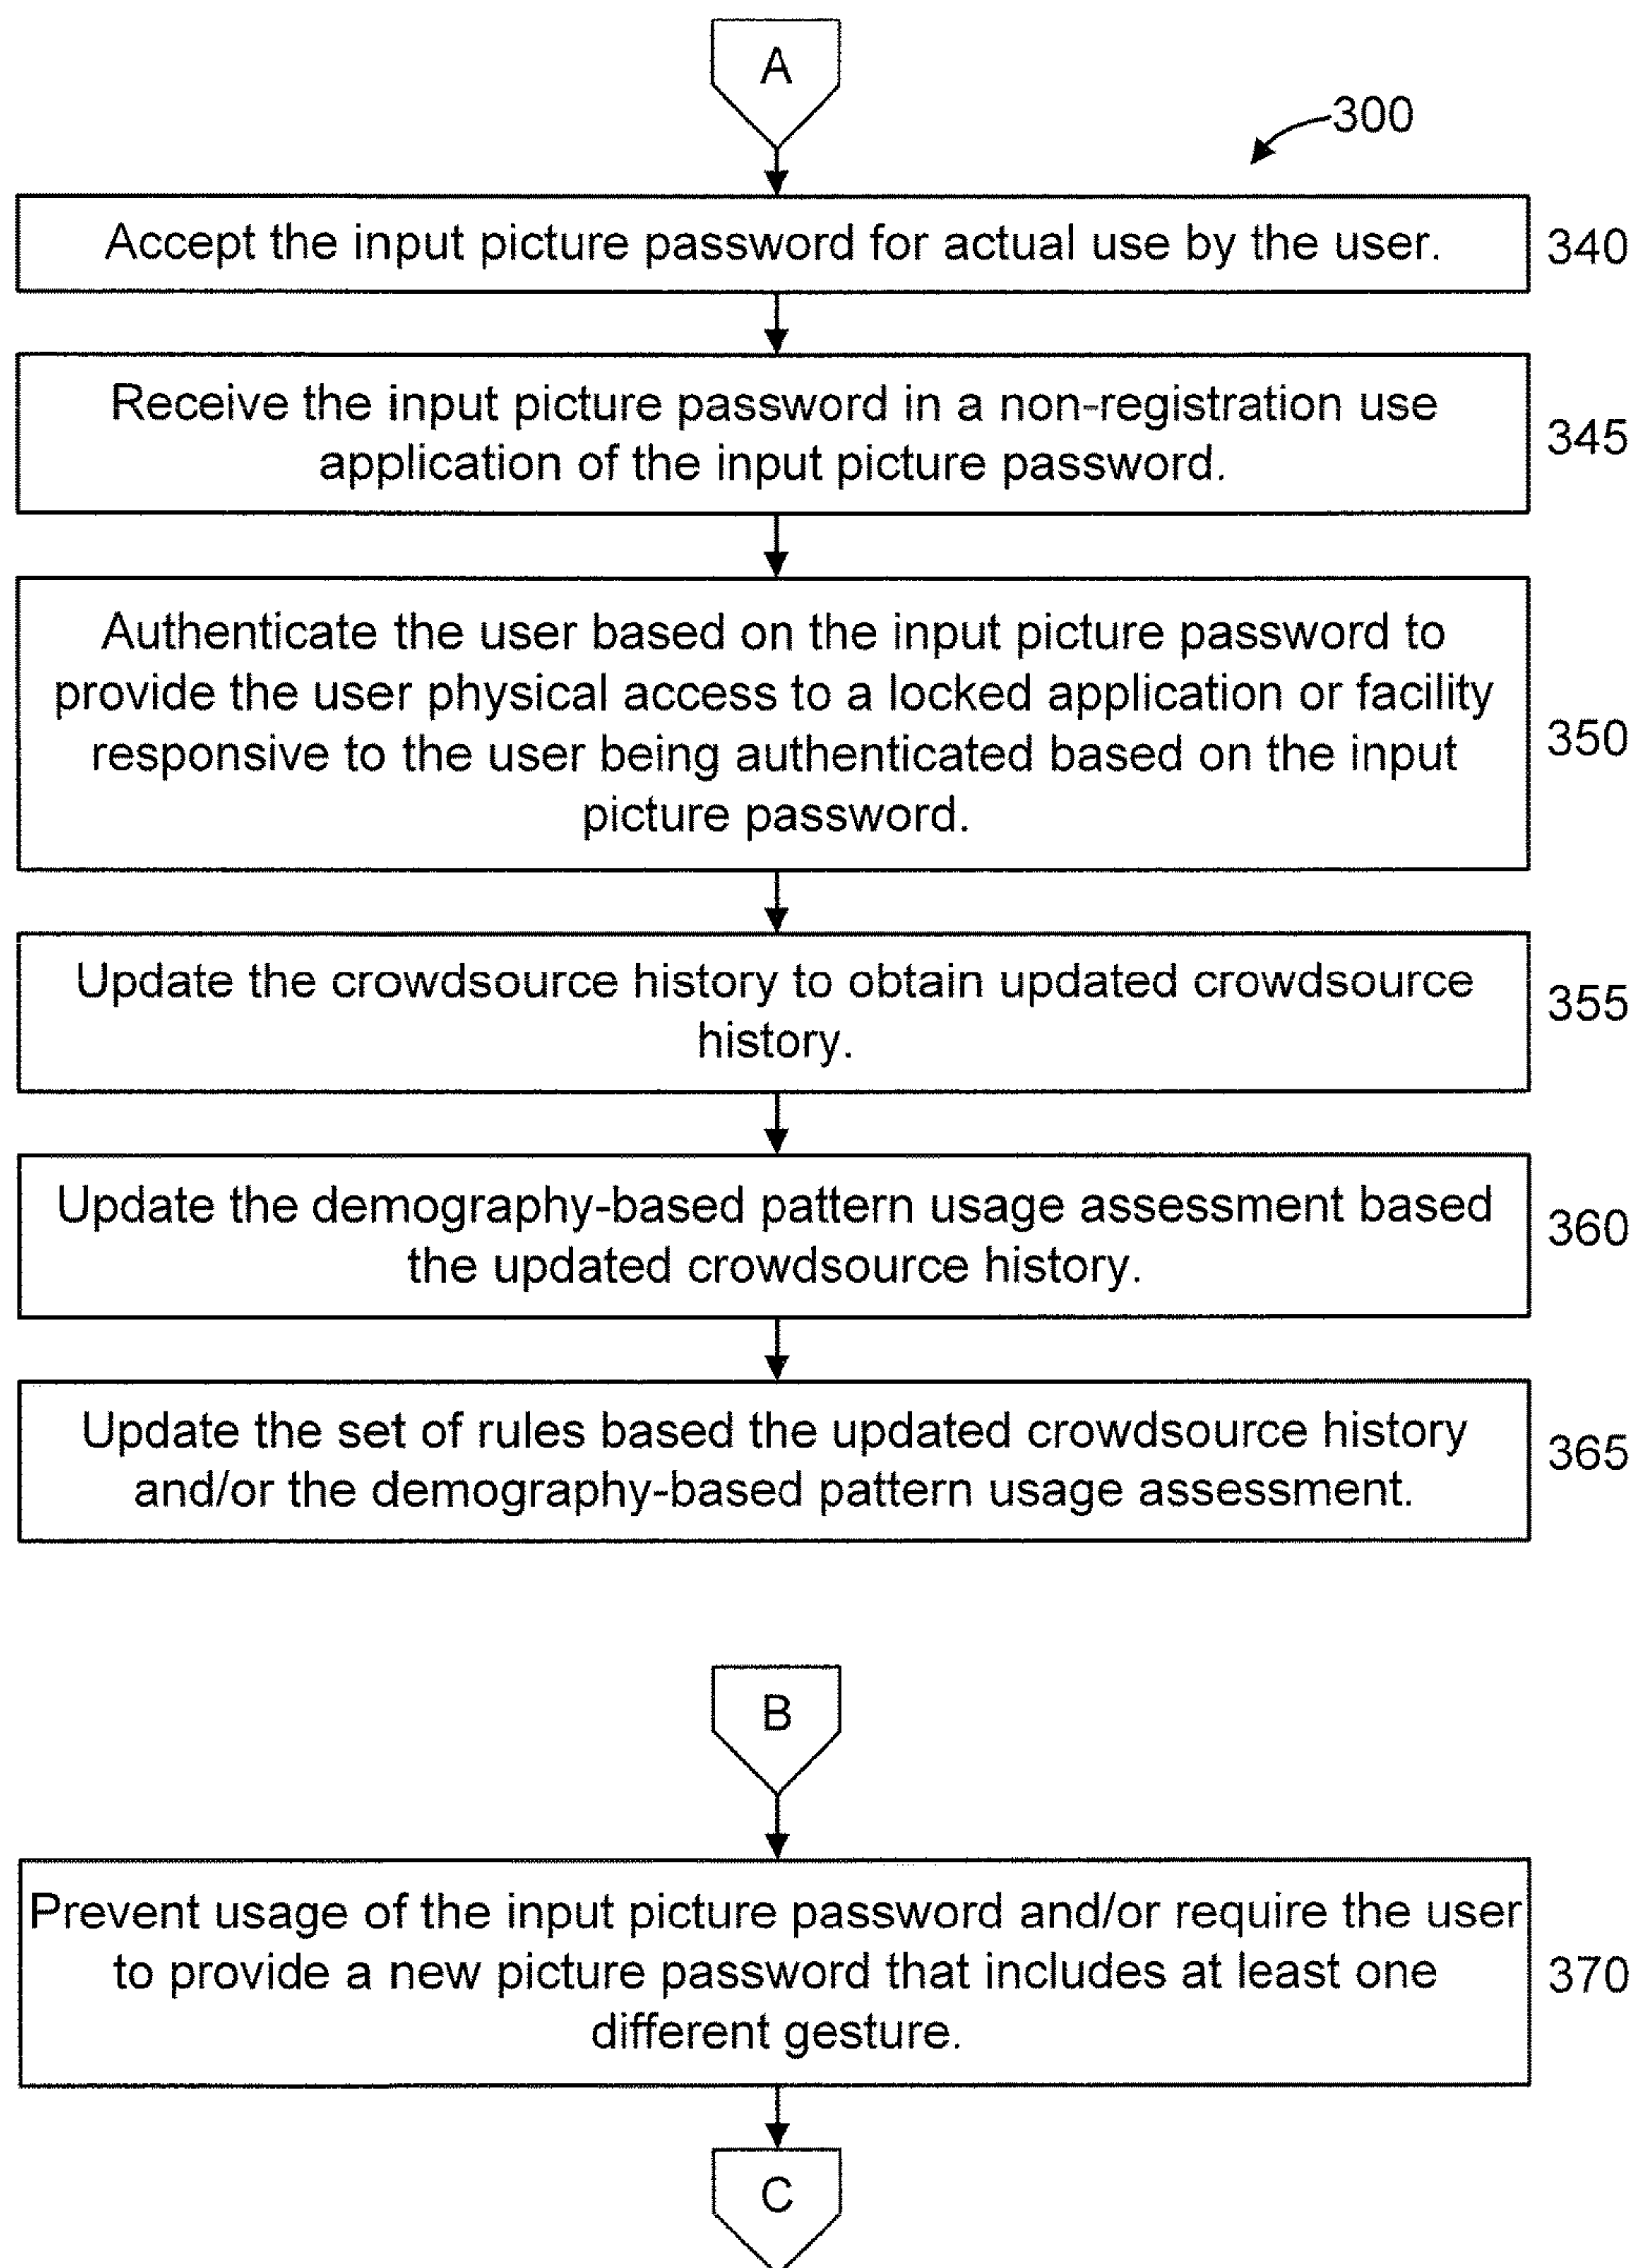 A
300
Accept the input picture password for actual use by the user.
340
Receive the input picture password in a non-registration use
application of the input picture password.
345
Authenticate the user based on the input picture password to
provide the user physical access to a locked application or facility
responsive to the user being authenticated based on the input
picture password.
350
Update the crowdsource history to obtain updated crowdsource
history.
355
Update the demography-based pattern usage assessment based
the updated crowdsource history.
360
Update the set of rules based the updated crowdsource history
and/or the demography-based pattern usage assessment.
365
B
Prevent usage of the input picture password and/or require the user
to provide a new picture password that includes at least one
different gesture.
370
C